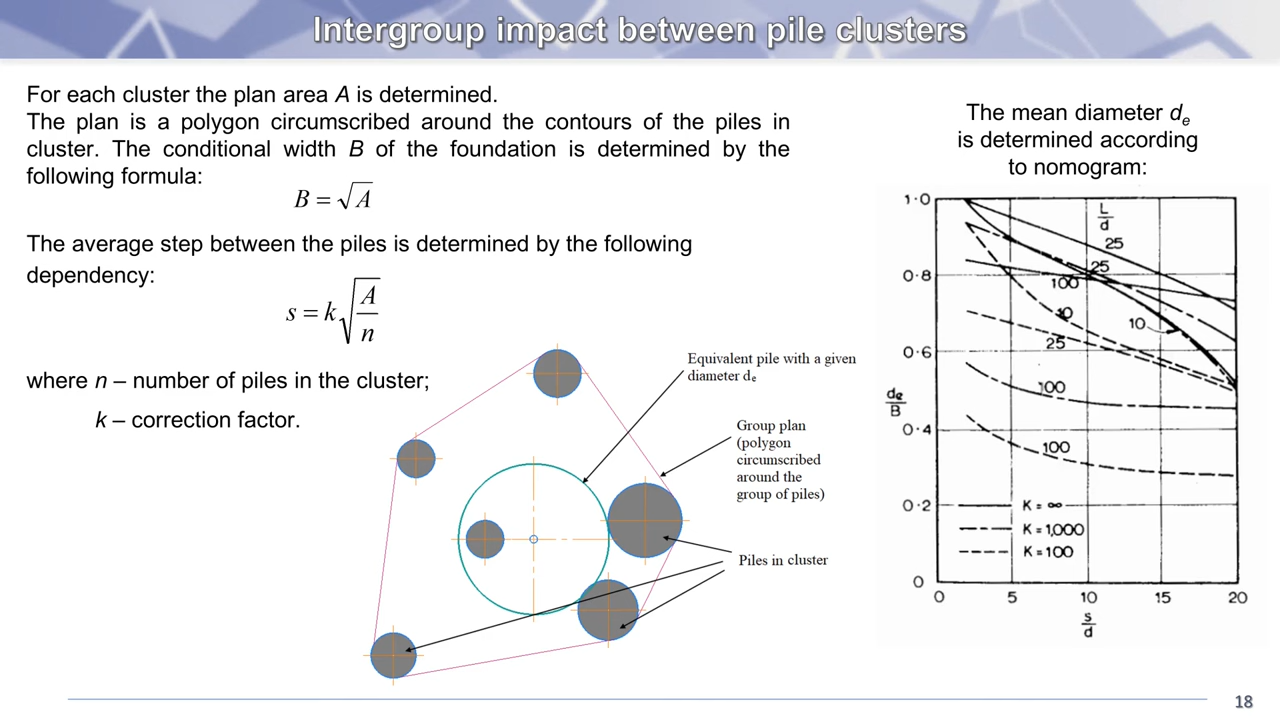 Intergroup impact between pile clusters
For each cluster the plan area A is determined.
The plan is a polygon circumscribed around the contours of the piles in
cluster. The conditional width B of the foundation is determined by the
following formula:
B = √A
The average step between the piles is determined by the following
dependency:
s = k√(A/n)
where n – number of piles in the cluster;
k – correction factor.
Equivalent pile with a given
diameter dₑ
Group plan
(polygon
circumscribed
around the
group of piles)
Piles in cluster
The mean diameter dₑ
is determined according
to nomogram:
1·0
0·8
0·6
0·4
0·2
0
dₑ/B
L/d
25
25
100
10
10
25
100
100
K = ∞
K = 1,000
K = 100
0 5 10 15 20
s/d
18